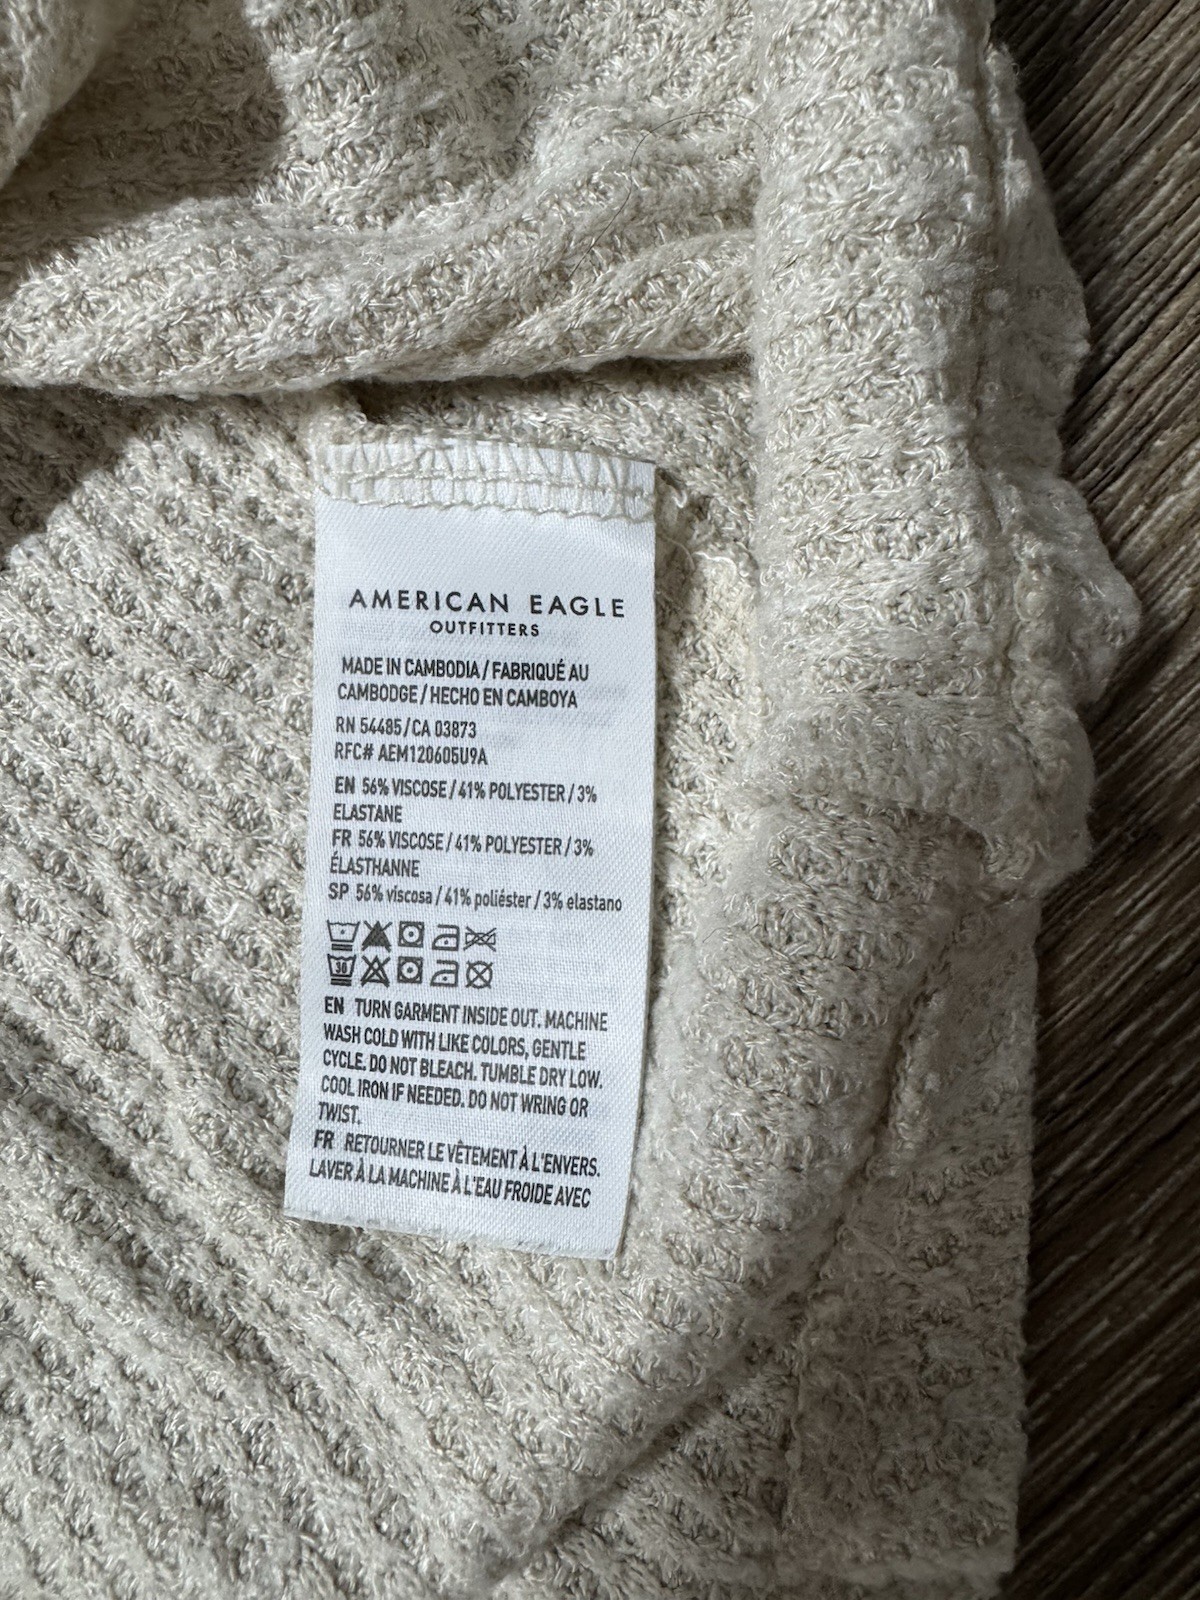 AMERICAN EAGLE
OUTFITTERS
MADE IN CAMBODIA / FABRIQUÉ AU
CAMBODGE / HECHO EN CAMBOYA
RN 54485 / CA 03873
RFC# AEM120605U9A
EN 56% VISCOSE / 41% POLYESTER / 3%
ELASTANE
FR 56% VISCOSE / 41% POLYESTER / 3%
ÉLASTHANNE
SP 56% viscosa / 41% poliéster / 3% elastano
30
EN TURN GARMENT INSIDE OUT. MACHINE
WASH COLD WITH LIKE COLORS, GENTLE
CYCLE. DO NOT BLEACH. TUMBLE DRY LOW.
COOL IRON IF NEEDED. DO NOT WRING OR
TWIST.
FR RETOURNER LE VÊTEMENT À L'ENVERS.
LAVER À LA MACHINE À L'EAU FROIDE AVEC